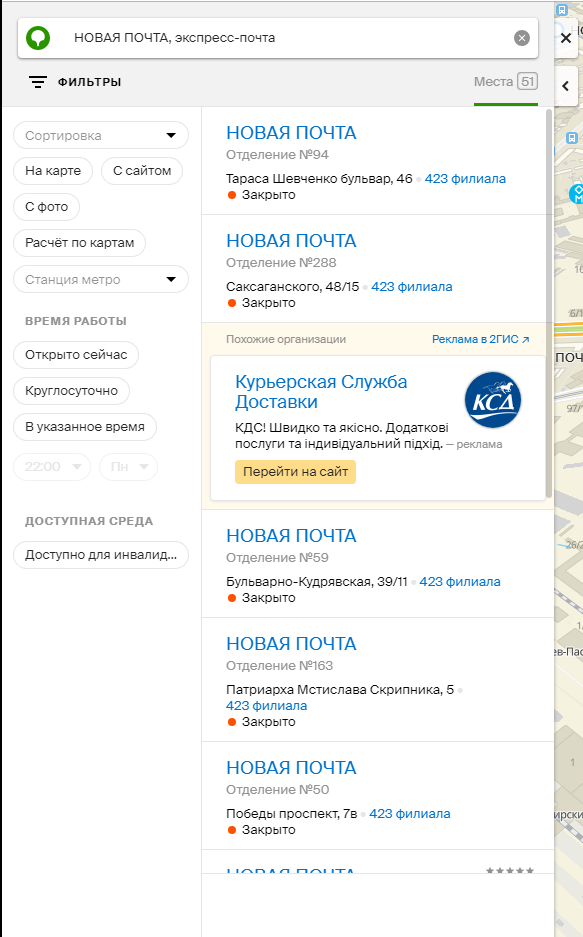 НОВАЯ ПОЧТА, экспресс-почта
ФИЛЬТРЫ
Места 51
Сортировка
На карте
С сайтом
С фото
Расчёт по картам
Станция метро
ВРЕМЯ РАБОТЫ
Открыто сейчас
Круглосуточно
В указанное время
22:00
Пн
ДОСТУПНАЯ СРЕДА
Доступно для инвалид...
НОВАЯ ПОЧТА
Отделение №94
Тараса Шевченко бульвар, 46 423 филиала
Закрыто
НОВАЯ ПОЧТА
Отделение №288
Саксаганского, 48/15 423 филиала
Закрыто
Похожие организации
Реклама в 2ГИС ↗
Курьерская Служба
Доставки
КДС! Швидко та якісно. Додаткові
послуги та індивідуальний підхід. — реклама
Перейти на сайт
КСД
НОВАЯ ПОЧТА
Отделение №59
Бульварно-Кудрявская, 39/11 423 филиала
Закрыто
НОВАЯ ПОЧТА
Отделение №163
Патриарха Мстислава Скрипника, 5
423 филиала
Закрыто
НОВАЯ ПОЧТА
Отделение №50
Победы проспект, 7в 423 филиала
Закрыто
НОВАЯ ПОЧТА